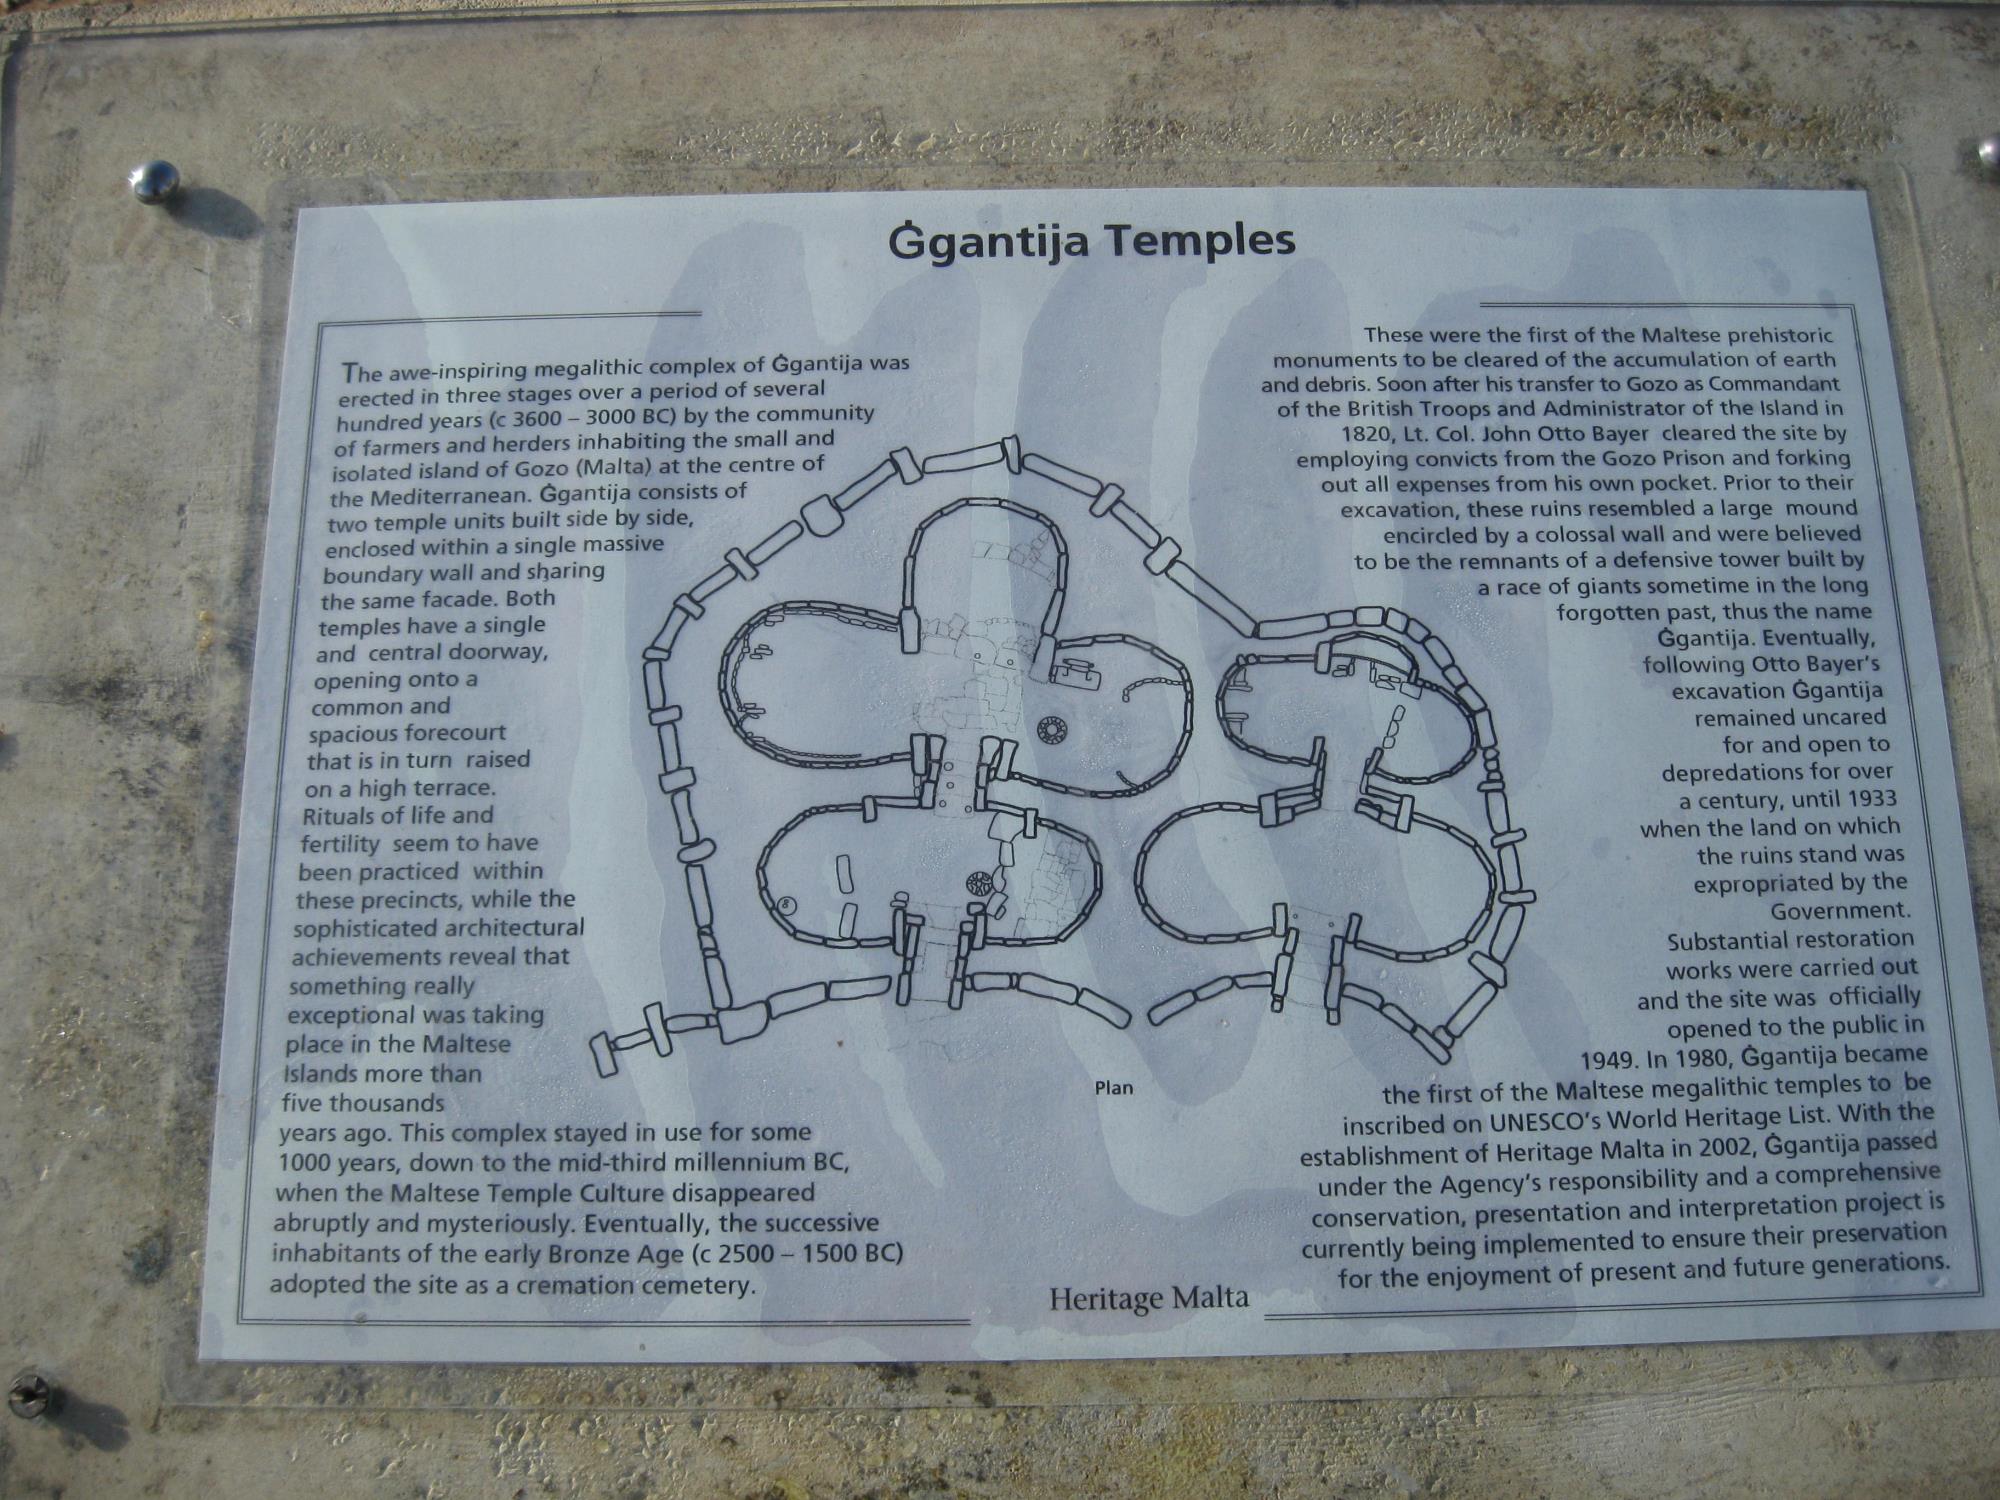 Ġgantija Temples
The awe-inspiring megalithic complex of Ġgantija was
erected in three stages over a period of several
hundred years (c 3600 – 3000 BC) by the community
of farmers and herders inhabiting the small and
isolated island of Gozo (Malta) at the centre of
the Mediterranean. Ġgantija consists of
two temple units built side by side,
enclosed within a single massive
boundary wall and sharing
the same facade. Both
temples have a single
and central doorway,
opening onto a
common and
spacious forecourt
that is in turn raised
on a high terrace.
Rituals of life and
fertility seem to have
been practiced within
these precincts, while the
sophisticated architectural
achievements reveal that
something really
exceptional was taking
place in the Maltese
Islands more than
five thousands
years ago. This complex stayed in use for some
1000 years, down to the mid-third millennium BC,
when the Maltese Temple Culture disappeared
abruptly and mysteriously. Eventually, the successive
inhabitants of the early Bronze Age (c 2500 – 1500 BC)
adopted the site as a cremation cemetery.
8
Plan
These were the first of the Maltese prehistoric
monuments to be cleared of the accumulation of earth
and debris. Soon after his transfer to Gozo as Commandant
of the British Troops and Administrator of the Island in
1820, Lt. Col. John Otto Bayer cleared the site by
employing convicts from the Gozo Prison and forking
out all expenses from his own pocket. Prior to their
excavation, these ruins resembled a large mound
encircled by a colossal wall and were believed
to be the remnants of a defensive tower built by
a race of giants sometime in the long
forgotten past, thus the name
Ġgantija. Eventually,
following Otto Bayer's
excavation Ġgantija
remained uncared
for and open to
depredations for over
a century, until 1933
when the land on which
the ruins stand was
expropriated by the
Government.
Substantial restoration
works were carried out
and the site was officially
opened to the public in
1949. In 1980, Ġgantija became
the first of the Maltese megalithic temples to be
inscribed on UNESCO's World Heritage List. With the
establishment of Heritage Malta in 2002, Ġgantija passed
under the Agency's responsibility and a comprehensive
conservation, presentation and interpretation project is
currently being implemented to ensure their preservation
for the enjoyment of present and future generations.
Heritage Malta